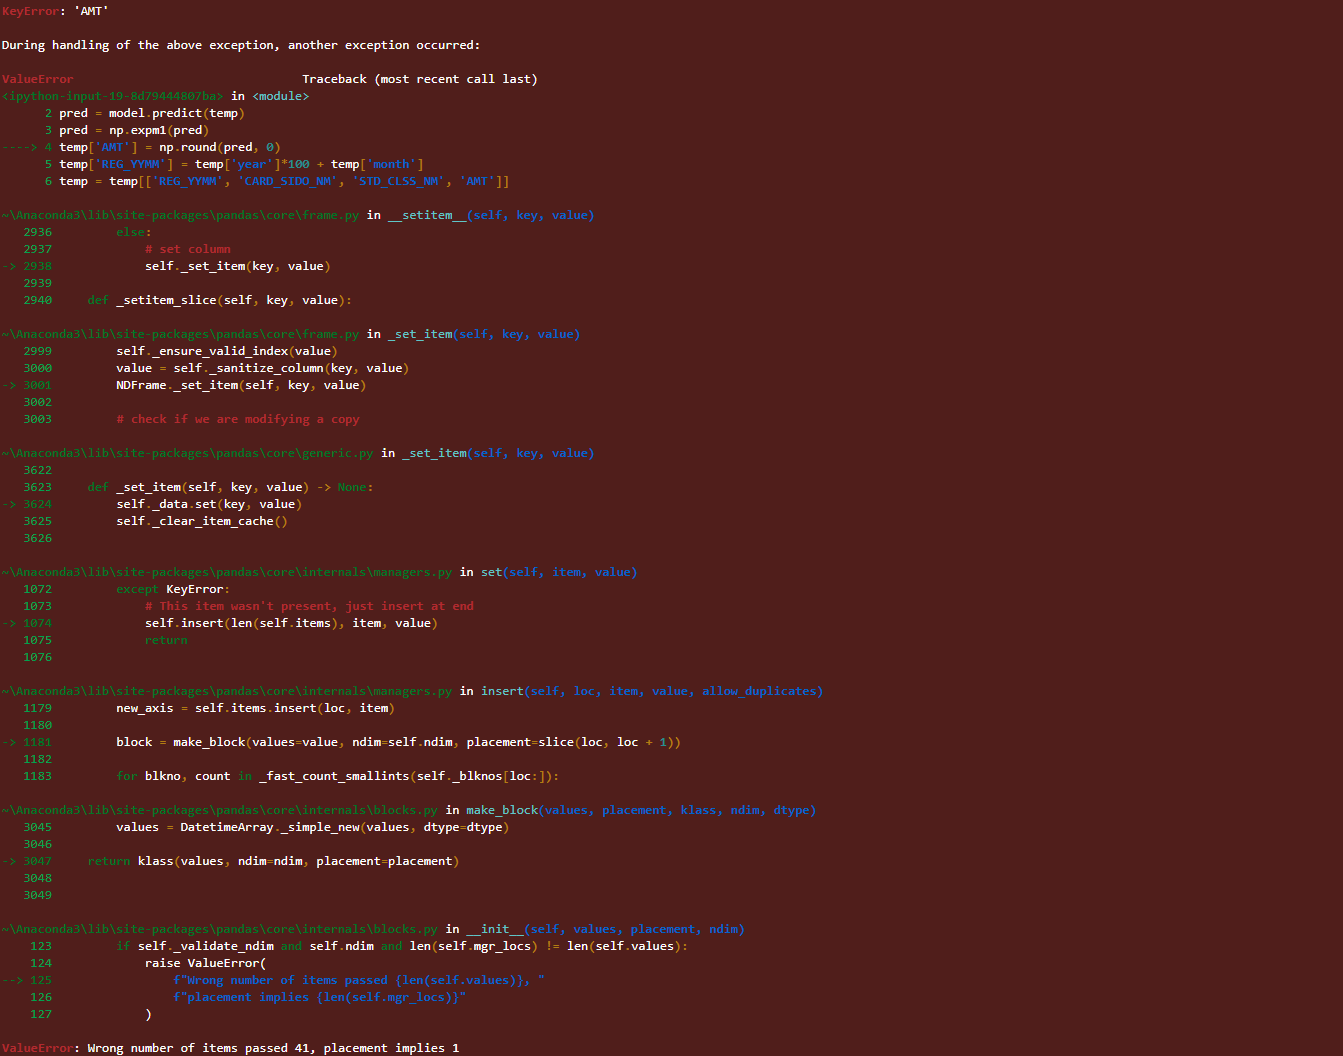 KeyError: 'AMT'
During handling of the above exception, another exception occurred:
ValueError                                Traceback (most recent call last)
<ipython-input-19-8d79444807ba> in <module>
      2 pred = model.predict(temp)
      3 pred = np.expm1(pred)
----> 4 temp['AMT'] = np.round(pred, 0)
      5 temp['REG_YYMM'] = temp['year']*100 + temp['month']
      6 temp = temp[['REG_YYMM', 'CARD_SIDO_NM', 'STD_CLSS_NM', 'AMT']]
~\Anaconda3\lib\site-packages\pandas\core\frame.py in __setitem__(self, key, value)
   2936         else:
   2937             # set column
-> 2938             self._set_item(key, value)
   2939
   2940     def _setitem_slice(self, key, value):
~\Anaconda3\lib\site-packages\pandas\core\frame.py in _set_item(self, key, value)
   2999         self._ensure_valid_index(value)
   3000         value = self._sanitize_column(key, value)
-> 3001         NDFrame._set_item(self, key, value)
   3002
   3003         # check if we are modifying a copy
~\Anaconda3\lib\site-packages\pandas\core\generic.py in _set_item(self, key, value)
   3622
   3623     def _set_item(self, key, value) -> None:
-> 3624         self._data.set(key, value)
   3625         self._clear_item_cache()
   3626
~\Anaconda3\lib\site-packages\pandas\core\internals\managers.py in set(self, item, value)
   1072         except KeyError:
   1073             # This item wasn't present, just insert at end
-> 1074             self.insert(len(self.items), item, value)
   1075             return
   1076
~\Anaconda3\lib\site-packages\pandas\core\internals\managers.py in insert(self, loc, item, value, allow_duplicates)
   1179         new_axis = self.items.insert(loc, item)
   1180
-> 1181         block = make_block(values=value, ndim=self.ndim, placement=slice(loc, loc + 1))
   1182
   1183         for blkno, count in _fast_count_smallints(self._blknos[loc:]):
~\Anaconda3\lib\site-packages\pandas\core\internals\blocks.py in make_block(values, placement, klass, ndim, dtype)
   3045         values = DatetimeArray._simple_new(values, dtype=dtype)
   3046
-> 3047     return klass(values, ndim=ndim, placement=placement)
   3048
   3049
~\Anaconda3\lib\site-packages\pandas\core\internals\blocks.py in __init__(self, values, placement, ndim)
    123         if self._validate_ndim and self.ndim and len(self.mgr_locs) != len(self.values):
    124             raise ValueError(
--> 125                 f"Wrong number of items passed {len(self.values)}, "
    126                 f"placement implies {len(self.mgr_locs)}"
    127             )
ValueError: Wrong number of items passed 41, placement implies 1